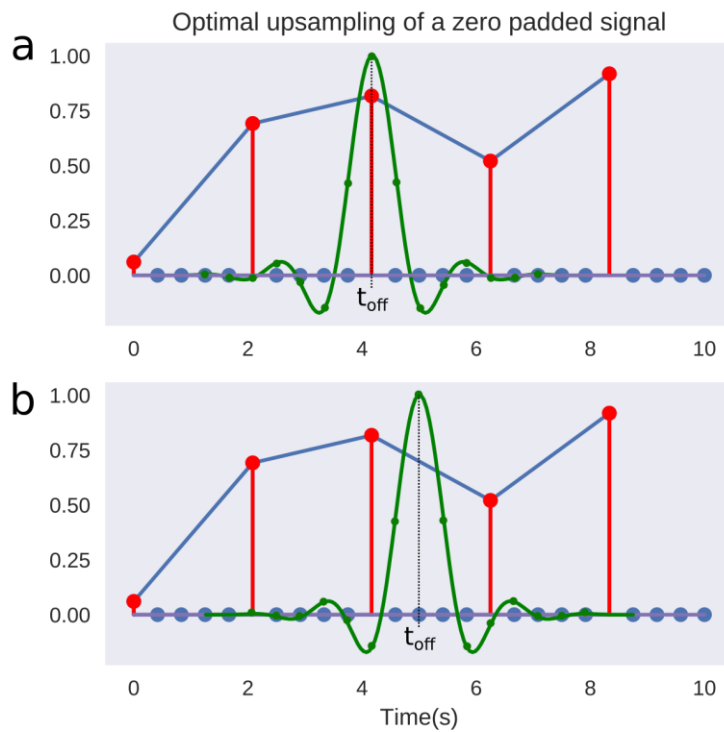 Optimal upsampling of a zero padded signal
a
1.00
0.75
0.50
0.25
0.00
t_off
0 2 4 6 8 10
b
1.00
0.75
0.50
0.25
0.00
t_off
0 2 4 6 8 10
Time(s)